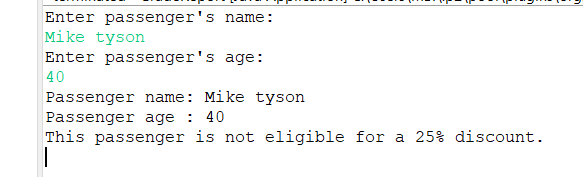 Enter passenger's name:
Mike tyson
Enter passenger's age:
40
Passenger name: Mike tyson
Passenger age : 40
This passenger is not eligible for a 25% discount.